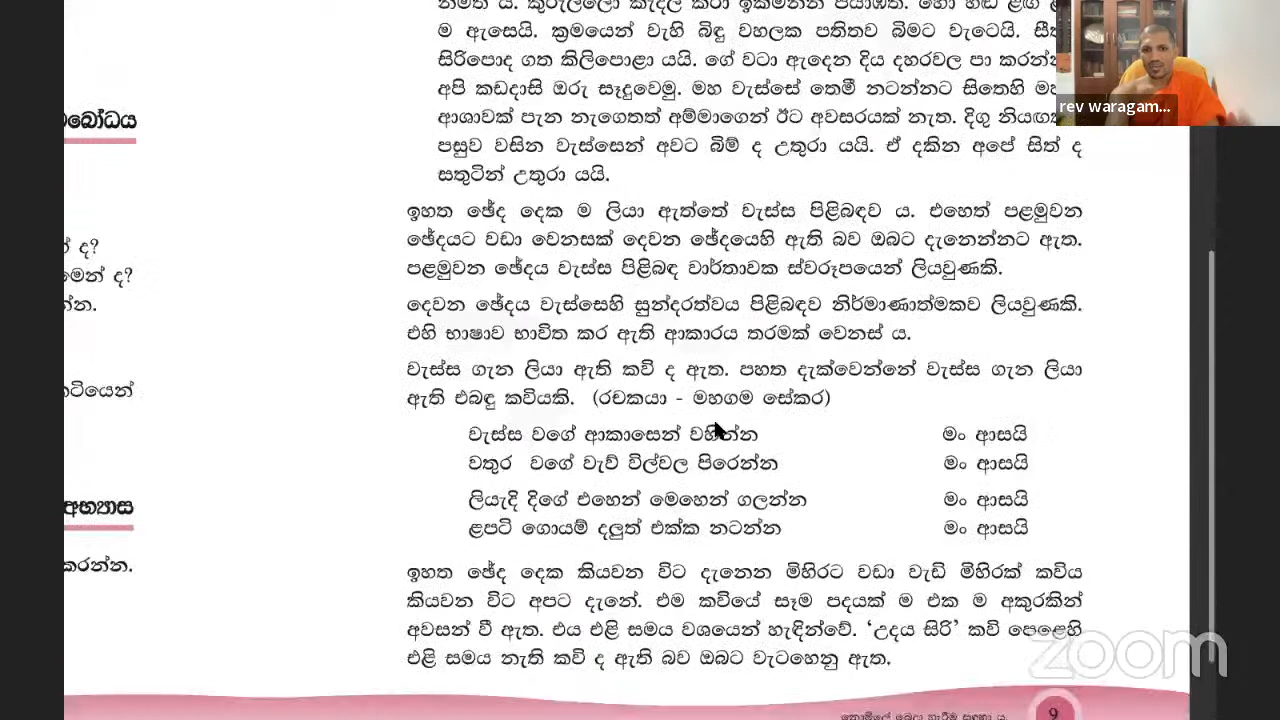 ම ඇසෙයි. ක්‍රමයෙන් වැහි බිඳු වහලක පතිතව බිමට වැටෙයි.
සිරිපොද ගත කිලිපොළා යයි. ගේ වටා ඇදෙන දිය දහරවල පා කරන්න
අපි කඩදාසි ඔරු සෑදුවෙමු. මහ වැස්සේ තෙමී නටන්නට සිතෙහි
ආශාවක් පැන නැගෙතත් අම්මාගෙන් ඊට අවසරයක් නැත. දිගු
පසුව වසින වැස්සෙන් අවට බිම් ද උතුරා යයි. ඒ දකින අපේ සිත් ද
සතුටින් උතුරා යයි.
rev waragam...
බෝධය
ද?
මෙන් ද?
න්න.
ටියෙන්
අභ්‍යාස
කරන්න.
ඉහත ඡේද දෙක ම ලියා ඇත්තේ වැස්ස පිළිබඳව ය. එහෙත් පළමුවන
ඡේදයට වඩා වෙනසක් දෙවන ඡේදයෙහි ඇති බව ඔබට දැනෙන්නට ඇත.
පළමුවන ඡේදය වැස්ස පිළිබඳ වාර්තාවක ස්වරූපයෙන් ලියවුණකි.
දෙවන ඡේදය වැස්සෙහි සුන්දරත්වය පිළිබඳව නිර්මාණාත්මකව ලියවුණකි.
එහි භාෂාව භාවිත කර ඇති ආකාරය තරමක් වෙනස් ය.
වැස්ස ගැන ලියා ඇති කවි ද ඇත. පහත දැක්වෙන්නේ වැස්ස ගැන ලියා
ඇති එබඳු කවියකි. (රචකයා - මහගම සේකර)
වැස්ස වගේ ආකාසෙන් වහින්න මං ආසයි
වතුර වගේ වැව් විල්වල පිරෙන්න මං ආසයි
ලියැදි දිගේ එහෙන් මෙහෙන් ගලන්න මං ආසයි
ළපටි ගොයම් දලුත් එක්ක නටන්න මං ආසයි
ඉහත ඡේද දෙක කියවන විට දැනෙන මිහිරට වඩා වැඩි මිහිරක් කවිය
කියවන විට අපට දැනේ. එම කවියේ සෑම පදයක් ම එක ම අකුරකින්
අවසන් වී ඇත. එය එළි සමය වශයෙන් හැඳින්වේ. ‘උදය සිරි’ කවි පෙළෙහි
එළි සමය නැති කවි ද ඇති බව ඔබට වැටහෙනු ඇත.
zoom
නොමිලේ බෙදා හැරීම සඳහා ය.
9